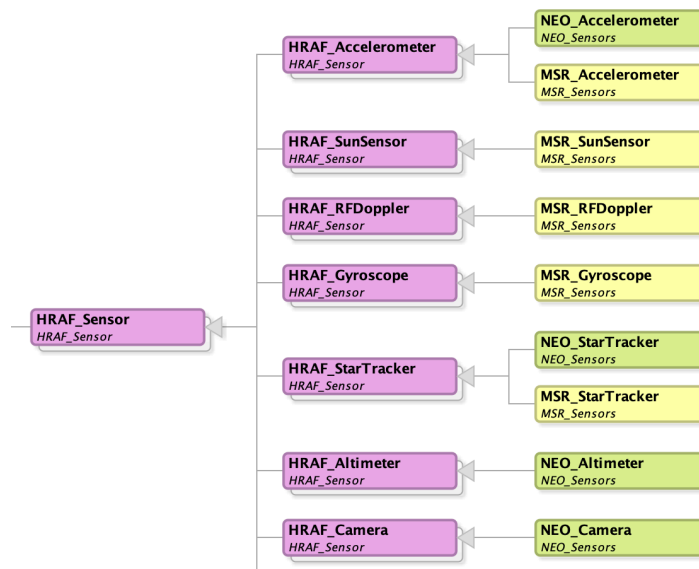 NEO_Accelerometer
NEO_Sensors
HRAF_Accelerometer
HRAF_Sensor
MSR_Accelerometer
MSR_Sensors
HRAF_SunSensor
HRAF_Sensor
MSR_SunSensor
MSR_Sensors
HRAF_RFDoppler
HRAF_Sensor
MSR_RFDoppler
MSR_Sensors
HRAF_Gyroscope
HRAF_Sensor
MSR_Gyroscope
MSR_Sensors
HRAF_Sensor
HRAF_Sensor
NEO_StarTracker
NEO_Sensors
HRAF_StarTracker
HRAF_Sensor
MSR_StarTracker
MSR_Sensors
HRAF_Altimeter
HRAF_Sensor
NEO_Altimeter
NEO_Sensors
HRAF_Camera
HRAF_Sensor
NEO_Camera
NEO_Sensors